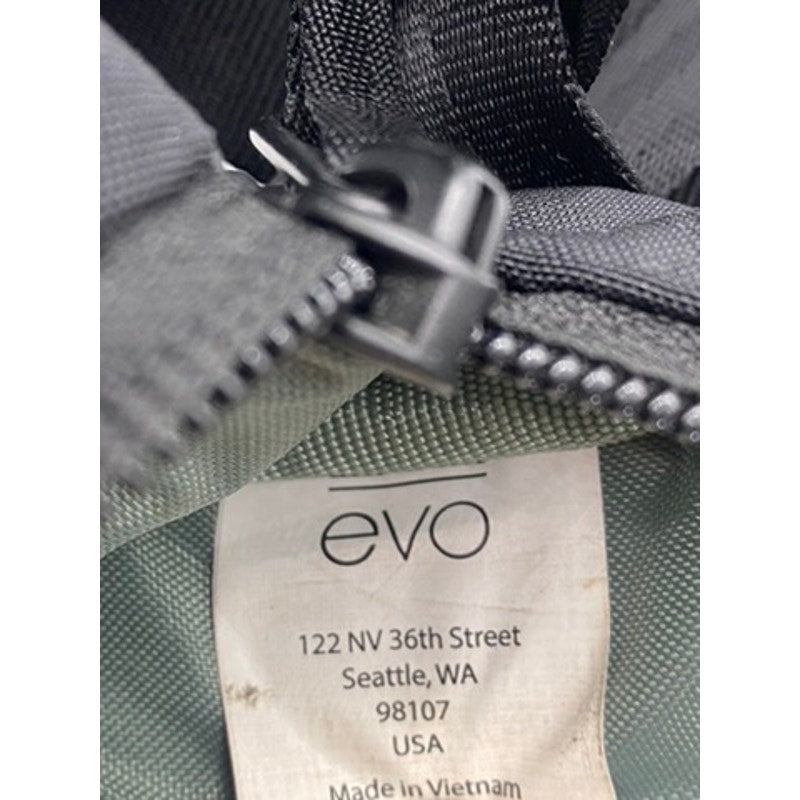 evo
122 NV 36th Street
Seattle, WA
98107
USA
Made in Vietnam